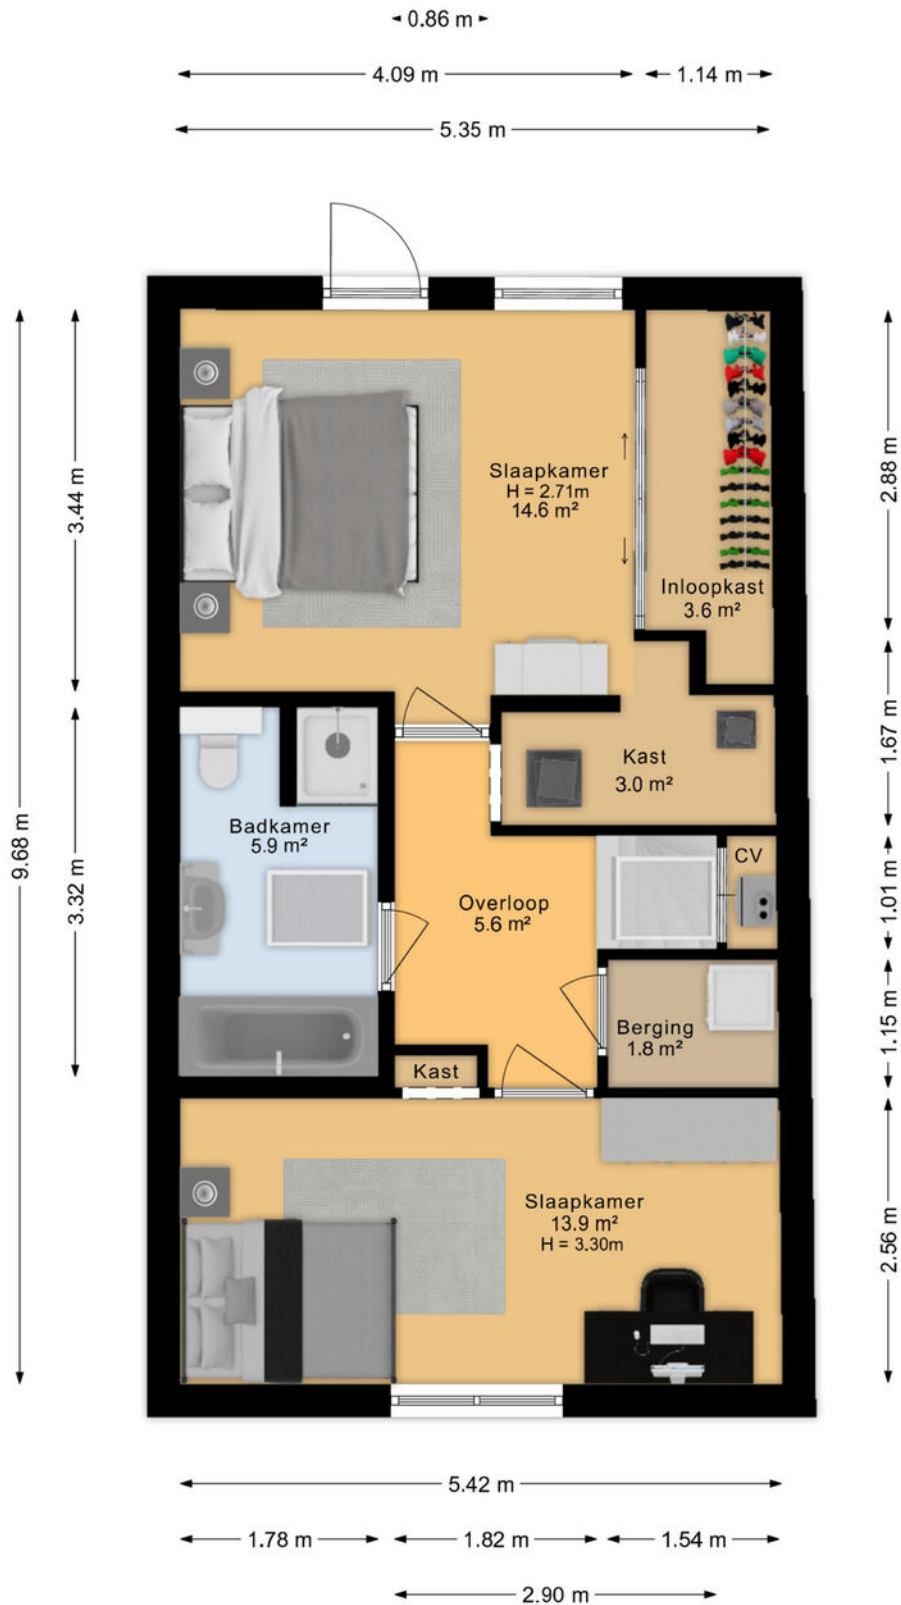 0.86 m
4.09 m
1.14 m
5.35 m
9.68 m
3.44 m
3.32 m
2.88 m
1.67 m
1.01 m
1.15 m
2.56 m
Slaapkamer
H = 2.71m
14.6 m²
Inloopkast
3.6 m²
Kast
3.0 m²
Badkamer
5.9 m²
CV
Overloop
5.6 m²
Berging
1.8 m²
Kast
Slaapkamer
13.9 m²
H = 3.30m
5.42 m
1.78 m
1.82 m
1.54 m
2.90 m